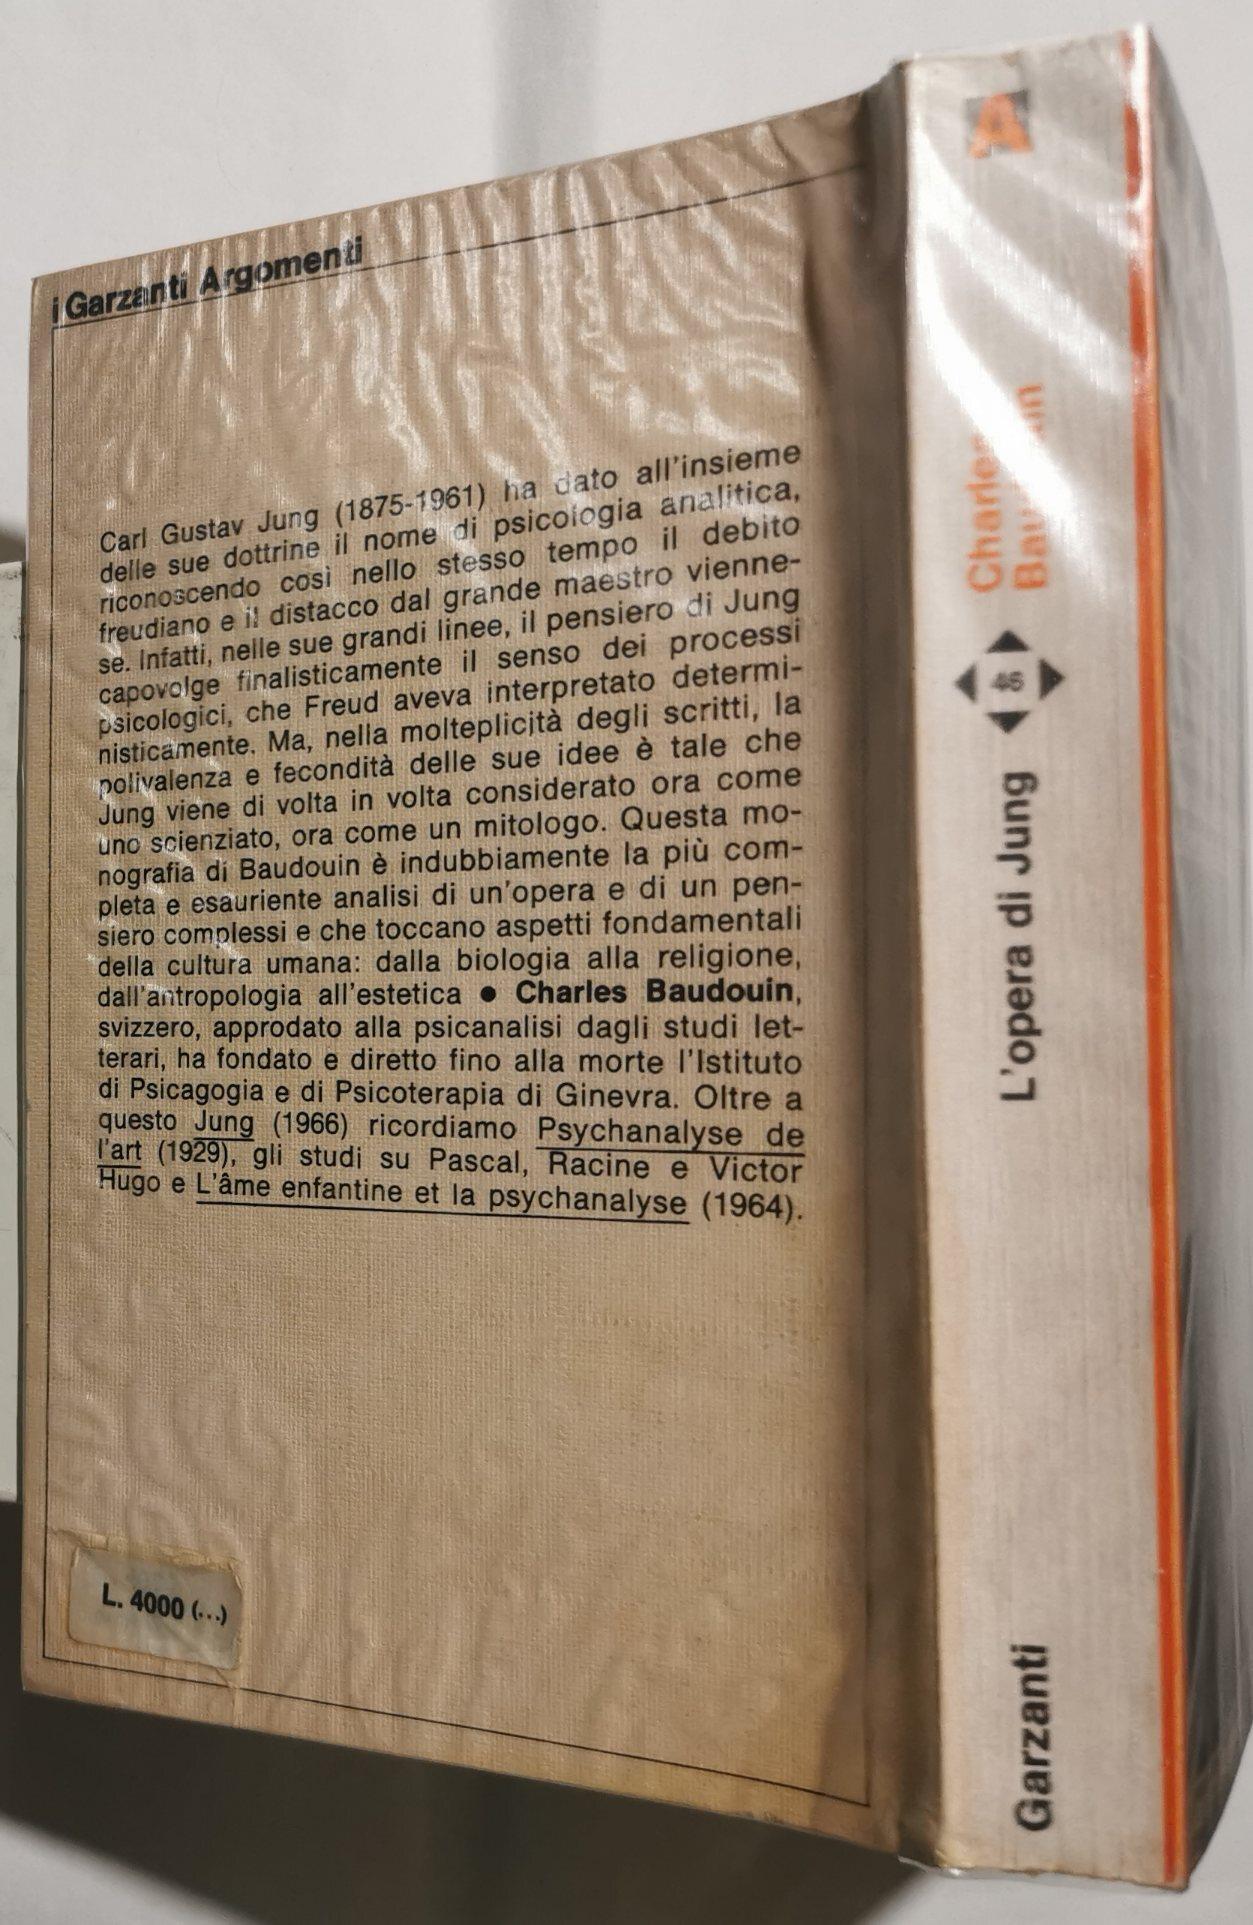 i Garzanti Argomenti
Carl Gustav Jung (1875-1961) ha dato all'insieme
delle sue dottrine il nome di psicologia analitica,
riconoscendo così nello stesso tempo il debito
freudiano e il distacco dal grande maestro vienne-
se. Infatti, nelle sue grandi linee, il pensiero di Jung
capovolge finalisticamente il senso dei processi
psicologici, che Freud aveva interpretato determi-
nisticamente. Ma, nella molteplicità degli scritti, la
polivalenza e fecondità delle sue idee è tale che
Jung viene di volta in volta considerato ora come
uno scienziato, ora come un mitologo. Questa mo-
nografia di Baudouin è indubbiamente la più com-
pleta e esauriente analisi di un'opera e di un pen-
siero complessi e che toccano aspetti fondamentali
della cultura umana: dalla biologia alla religione,
dall'antropologia all'estetica ● Charles Baudouin,
svizzero, approdato alla psicanalisi dagli studi let-
terari, ha fondato e diretto fino alla morte l'Istituto
di Psicagogia e di Psicoterapia di Ginevra. Oltre a
questo Jung (1966) ricordiamo Psychanalyse de
l'art (1929), gli studi su Pascal, Racine e Victor
Hugo e L'âme enfantine et la psychanalyse (1964).
L. 4000 (...)
A
Charles
Baudouin
L'opera di Jung
Garzanti